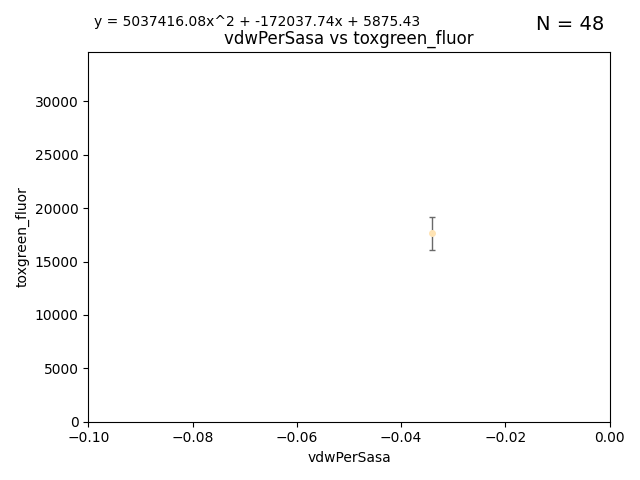 y = 5037416.08x^2 + -172037.74x + 5875.43
N = 48
vdwPerSasa vs toxgreen_fluor
30000
25000
20000
15000
10000
5000
0
toxgreen_fluor
−0.10 −0.08 −0.06 −0.04 −0.02 0.00
vdwPerSasa